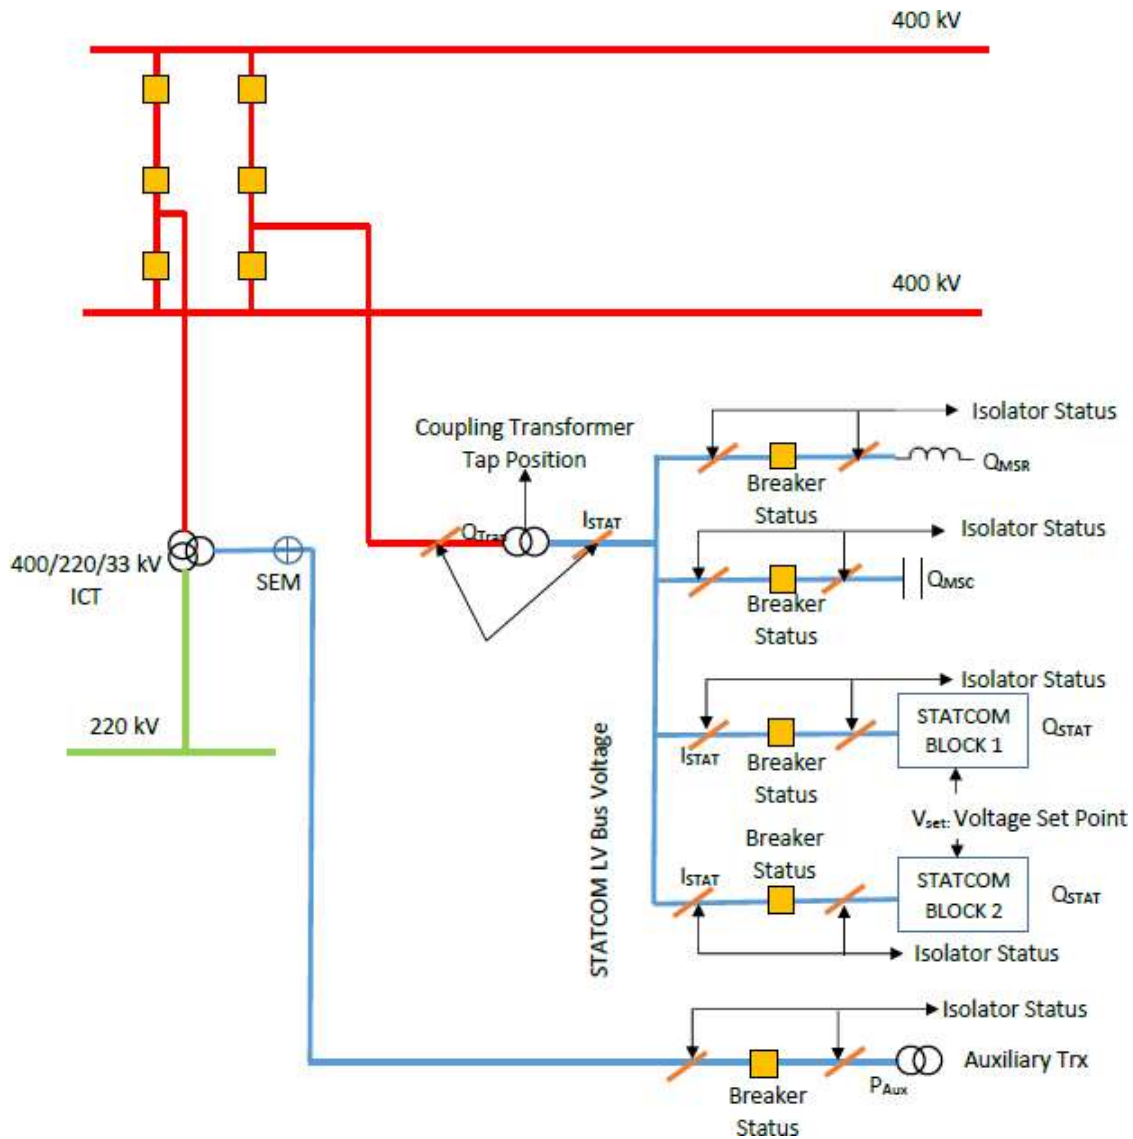 400 kV
400 kV
Coupling Transformer
Tap Position
Isolator Status
QMSR
Breaker
Status
ISTAT
QTran
Isolator Status
400/220/33 kV
ICT
SEM
QMSC
Breaker
Status
Isolator Status
220 kV
STATCOM
BLOCK 1
QSTAT
ISTAT
Breaker
Status
STATCOM LV Bus Voltage
Vset: Voltage Set Point
Breaker
Status
ISTAT
STATCOM
BLOCK 2
QSTAT
Isolator Status
Isolator Status
Auxiliary Trx
PAux
Breaker
Status